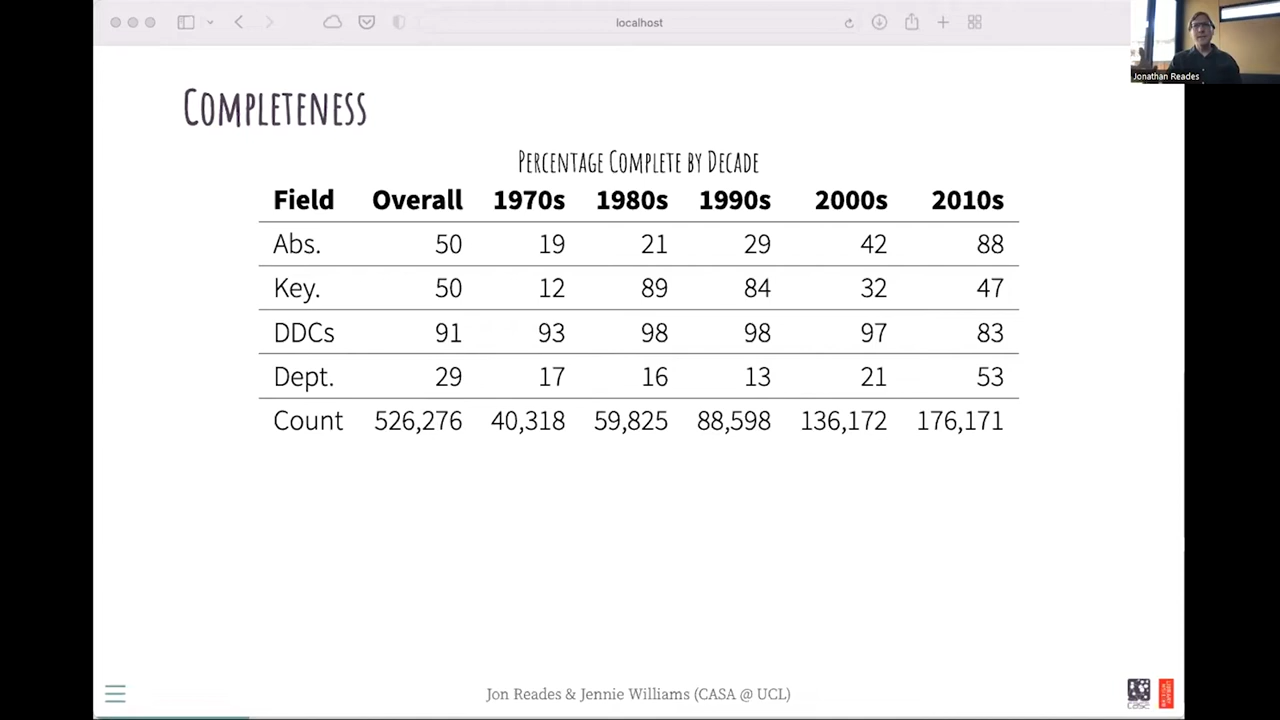 localhost
Jonathan Reades
Completeness
Percentage Complete by Decade
Field Overall 1970s 1980s 1990s 2000s 2010s
Abs. 50 19 21 29 42 88
Key. 50 12 89 84 32 47
DDCs 91 93 98 98 97 83
Dept. 29 17 16 13 21 53
Count 526,276 40,318 59,825 88,598 136,172 176,171
Jon Reades & Jennie Williams (CASA @ UCL)